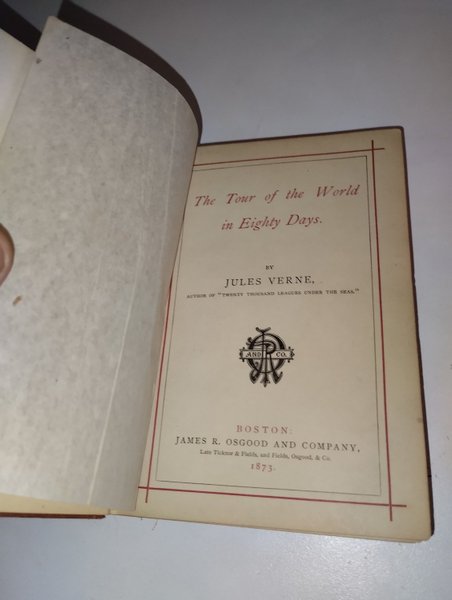 The Tour of the World
in Eighty Days.
BY
JULES VERNE,
AUTHOR OF "TWENTY THOUSAND LEAGUES UNDER THE SEAS."
AND CO.
BOSTON:
JAMES R. OSGOOD AND COMPANY,
Late Ticknor & Fields, and Fields, Osgood, & Co.
1873.